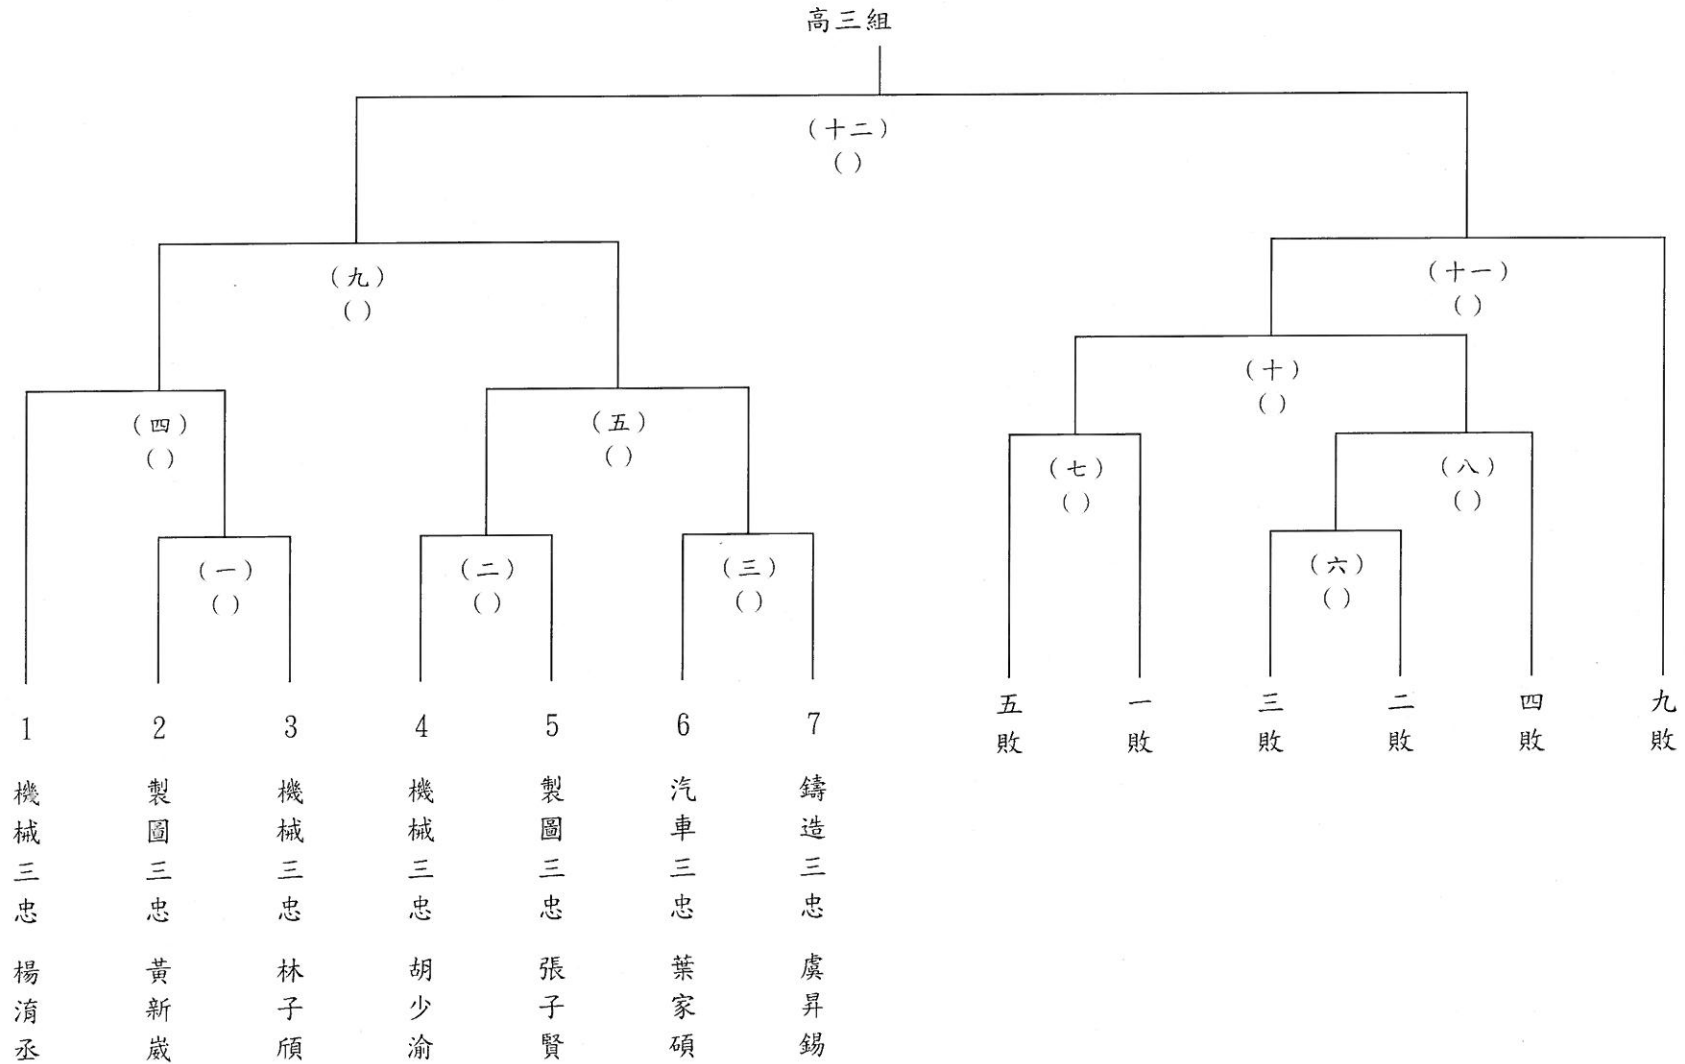 高三組
(十二)
( )
(九)
( )
(十一)
( )
(十)
( )
(四)
( )
(五)
( )
(七)
( )
(八)
( )
(一)
( )
(二)
( )
(三)
( )
(六)
( )
五敗
一敗
三敗
二敗
四敗
九敗
1 機械三忠 楊淯丞
2 製圖三忠 黃新崴
3 機械三忠 林子頎
4 機械三忠 胡少渝
5 製圖三忠 張子賢
6 汽車三忠 葉家碩
7 鑄造三忠 虞昇錫